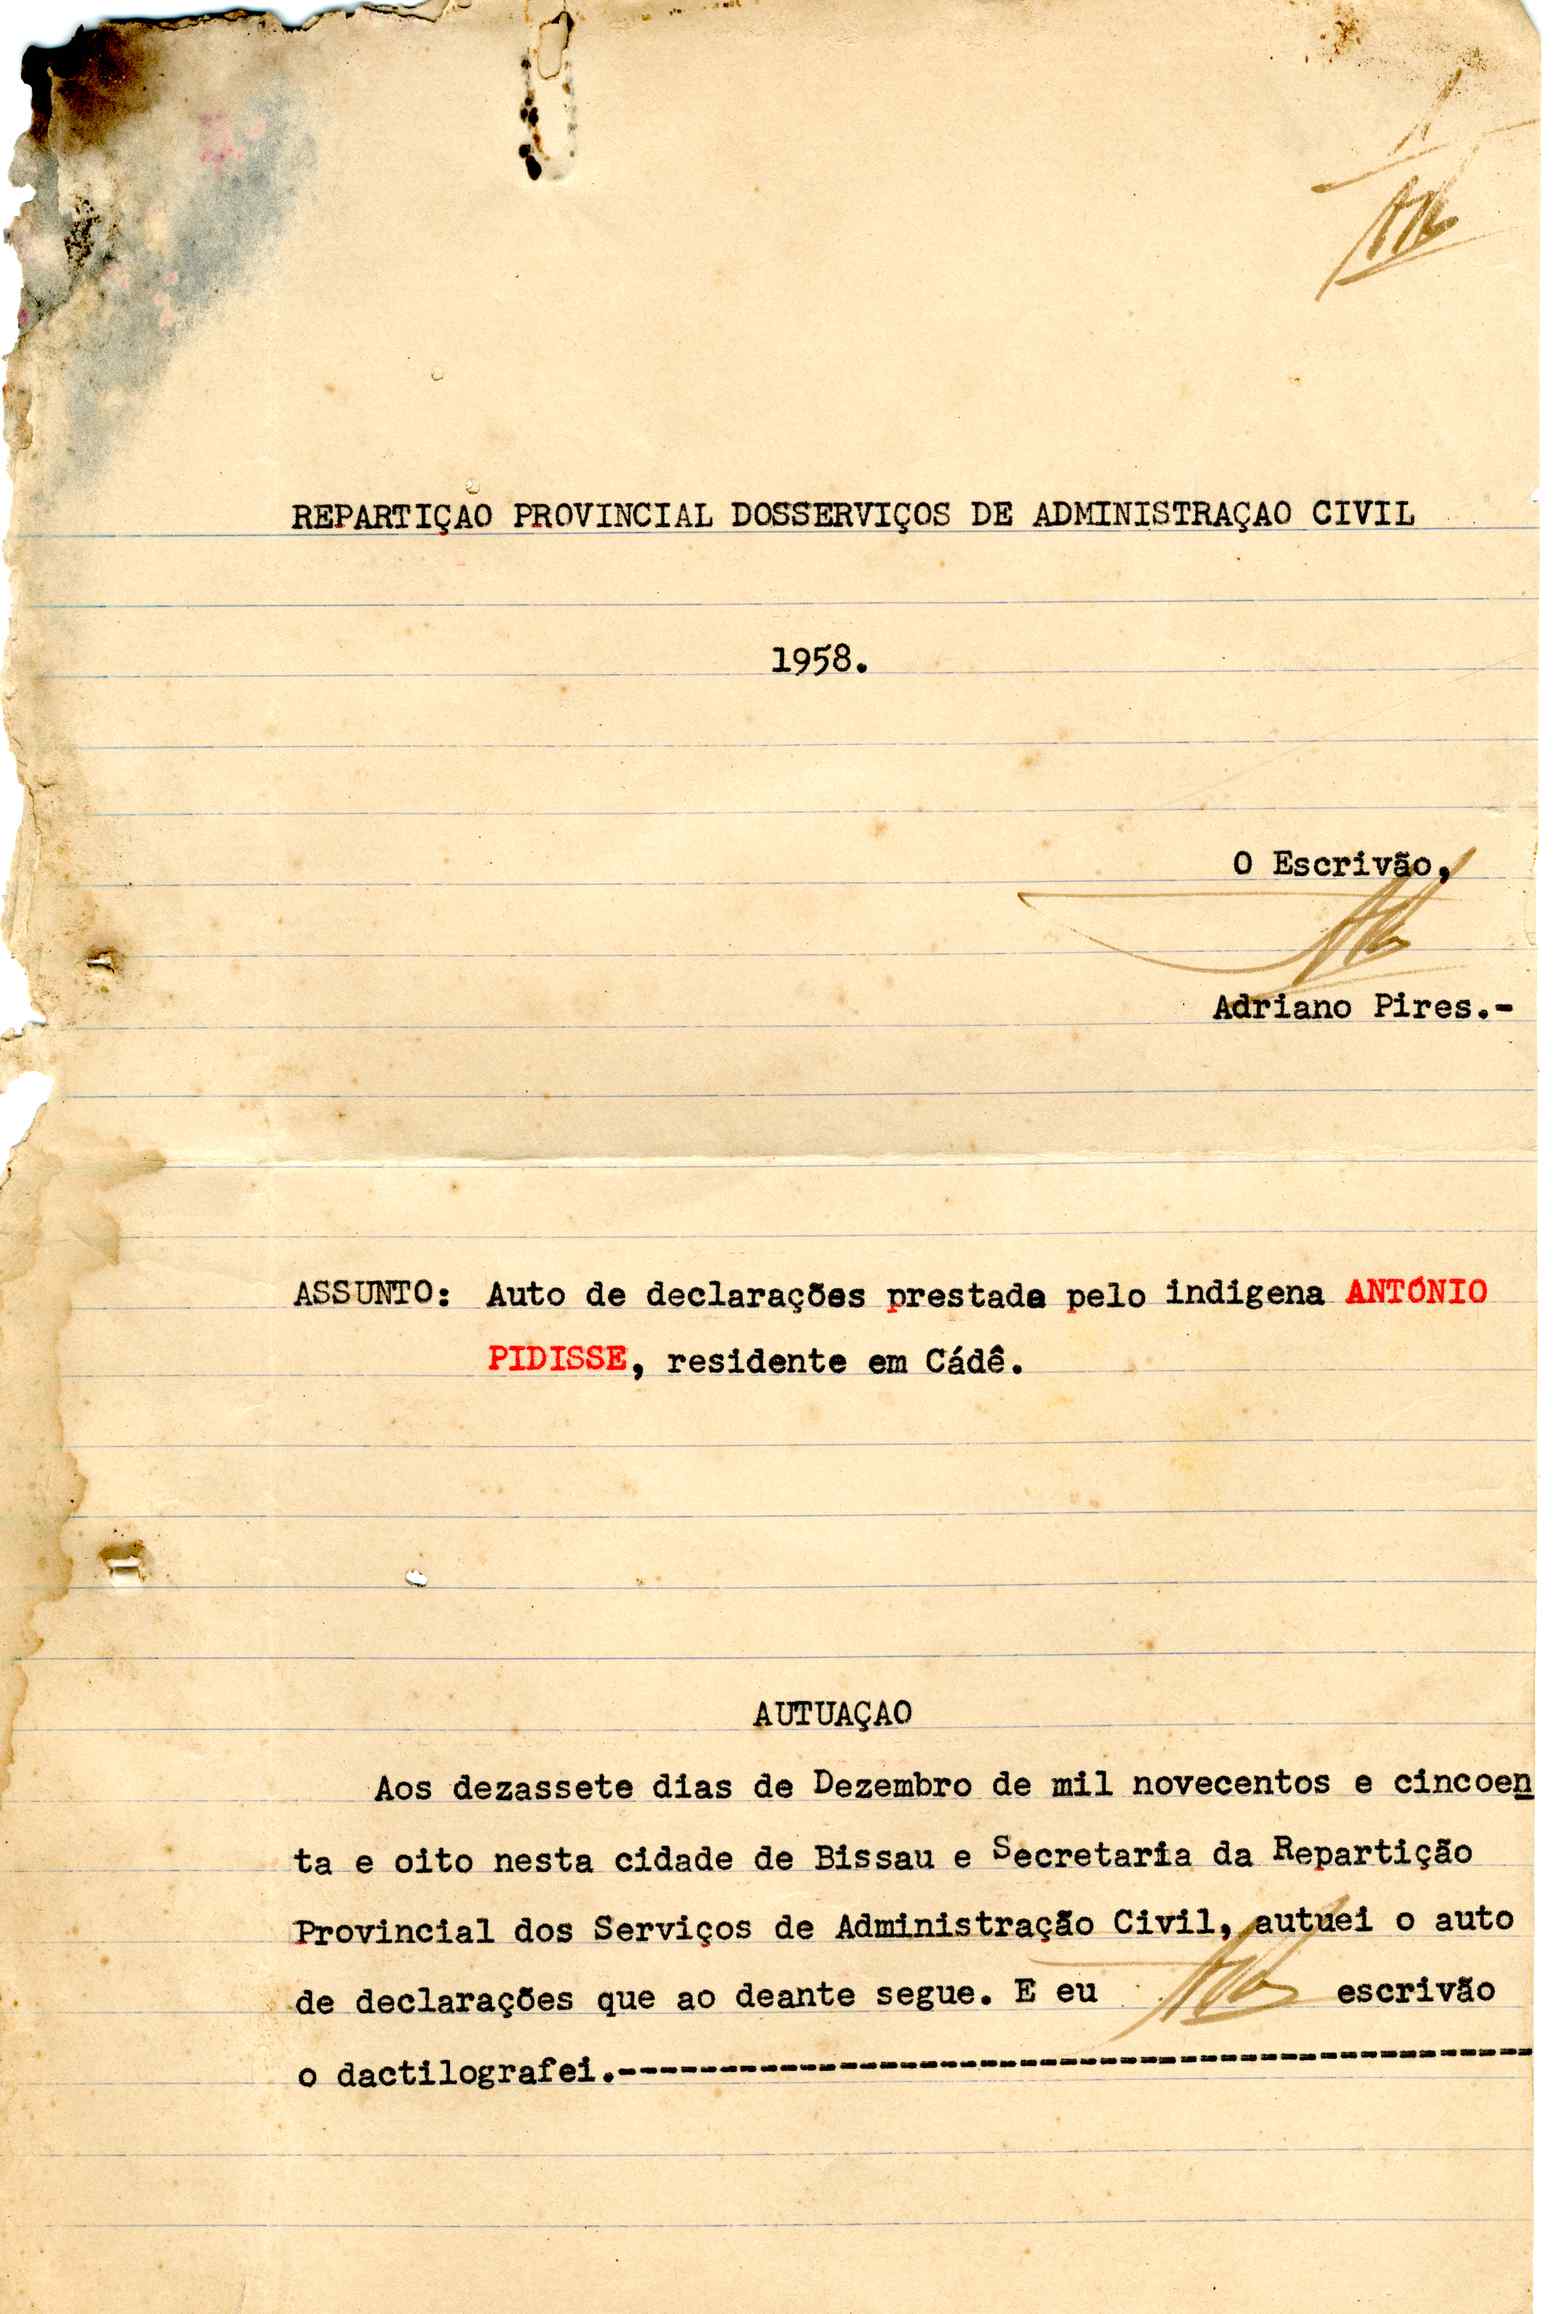 REPARTIÇAO PROVINCIAL DOSSERVIÇOS DE ADMINISTRAÇAO CIVIL
1958.
O Escrivão,
Adriano Pires.-
ASSUNTO: Auto de declarações prestada pelo indigena ANTÓNIO
PIDISSE, residente em Cádê.
AUTUAÇAO
Aos dezassete dias de Dezembro de mil novecentos e cincoen
ta e oito nesta cidade de Bissau e Secretaria da Repartição
Provincial dos Serviços de Administração Civil, autuei o auto
de declarações que ao deante segue. E eu escrivão
o dactilografei.----------------------------------------------